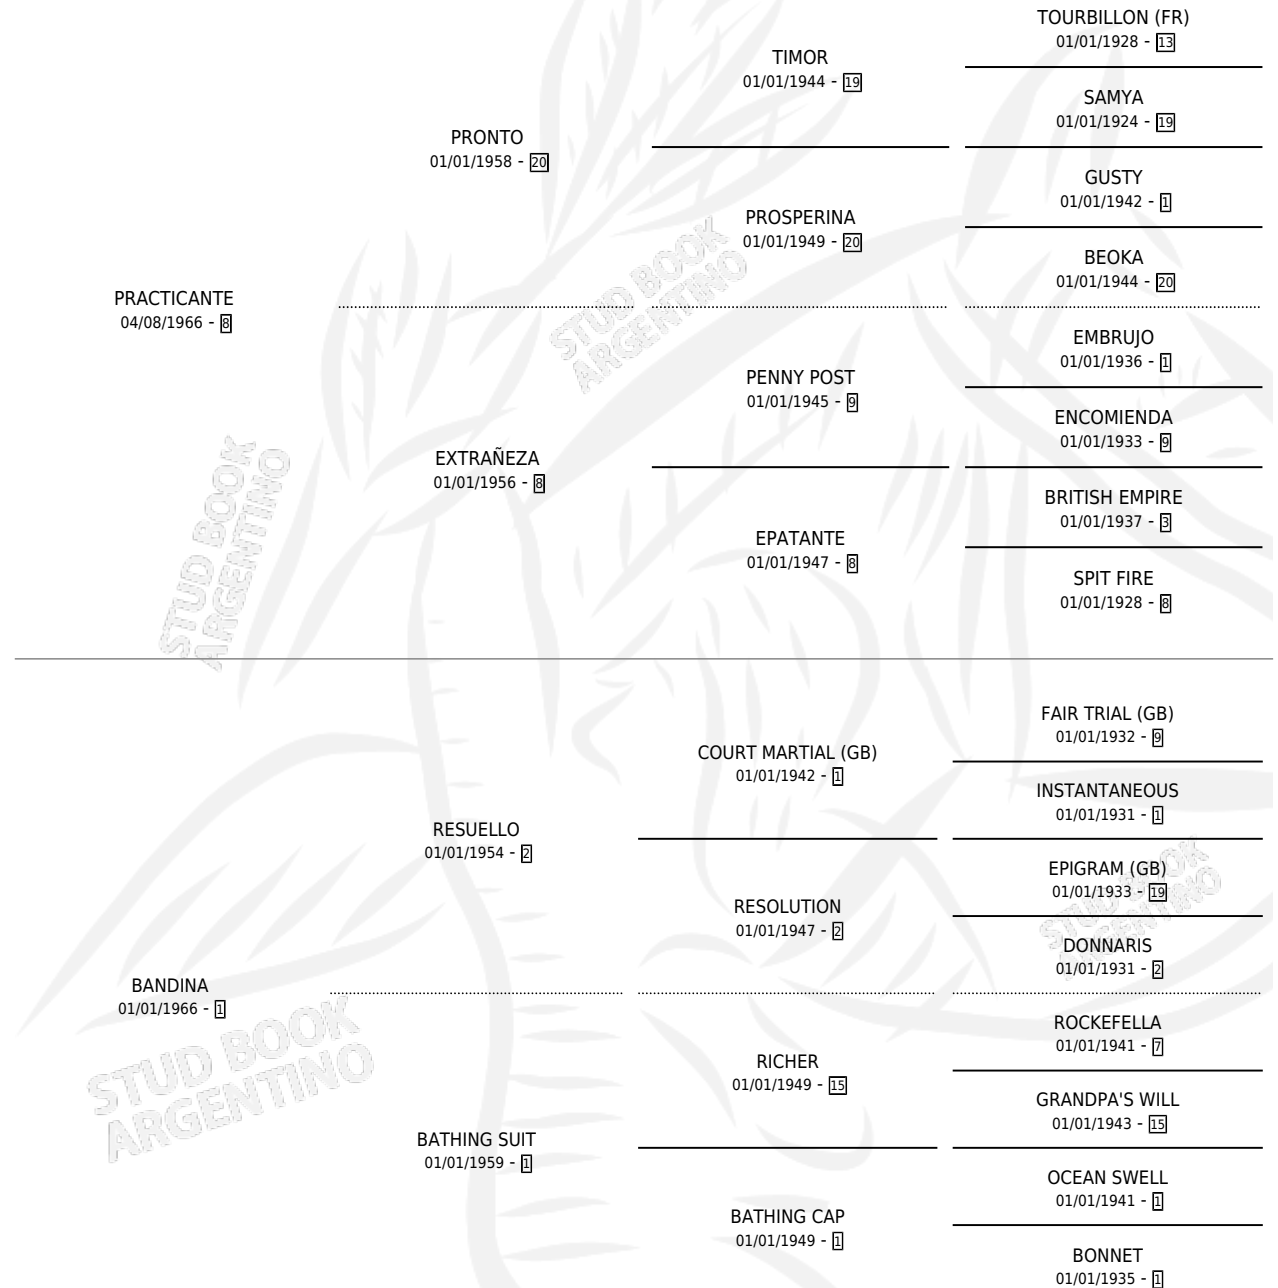 TOURBILLON (FR)
01/01/1928 - 13
TIMOR
01/01/1944 - 19
SAMYA
01/01/1924 - 19
PRONTO
01/01/1958 - 20
GUSTY
01/01/1942 - 1
PROSPERINA
01/01/1949 - 20
BEOKA
01/01/1944 - 20
STUD BOOK
ARGENTINO
PRACTICANTE
04/08/1966 - 8
EMBRUJO
01/01/1936 - 1
PENNY POST
01/01/1945 - 9
ENCOMIENDA
01/01/1933 - 9
EXTRAÑEZA
01/01/1956 - 8
BRITISH EMPIRE
01/01/1937 - 3
EPATANTE
01/01/1947 - 8
SPIT FIRE
01/01/1928 - 8
STUD BOOK
ARGENTINO
FAIR TRIAL (GB)
01/01/1932 - 9
COURT MARTIAL (GB)
01/01/1942 - 1
INSTANTANEOUS
01/01/1931 - 1
RESUELLO
01/01/1954 - 2
EPIGRAM (GB)
01/01/1933 - 19
RESOLUTION
01/01/1947 - 2
DONNARIS
01/01/1931 - 2
STUD BOOK
ARGENTINO
BANDINA
01/01/1966 - 1
ROCKEFELLA
01/01/1941 - 7
RICHER
01/01/1949 - 15
GRANDPA'S WILL
01/01/1943 - 15
STUD BOOK
ARGENTINO
BATHING SUIT
01/01/1959 - 1
OCEAN SWELL
01/01/1941 - 1
BATHING CAP
01/01/1949 - 1
BONNET
01/01/1935 - 1